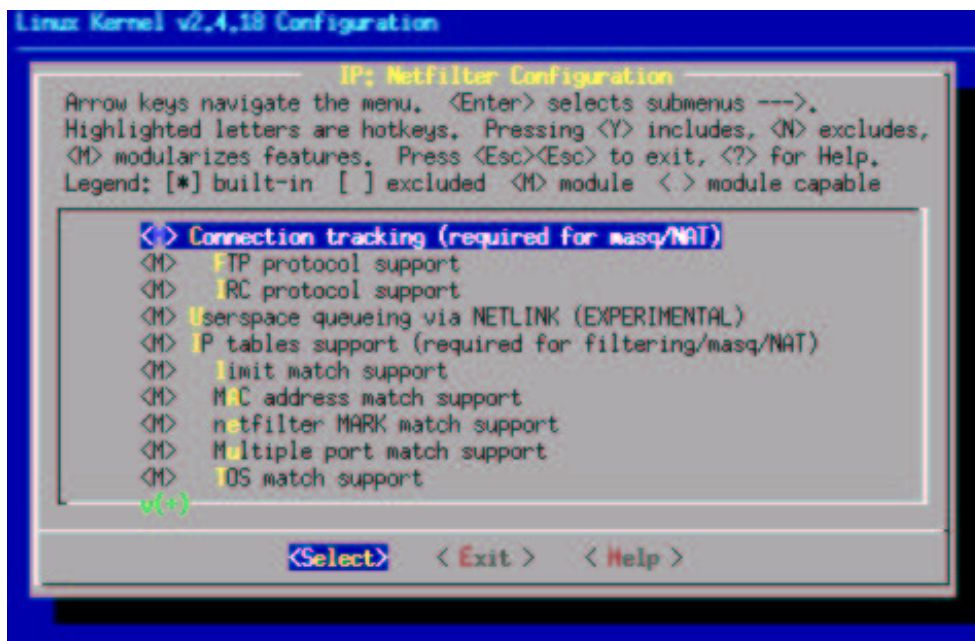 Linux Kernel v2.4.18 Configuration
IP: Netfilter Configuration
Arrow keys navigate the menu. <Enter> selects submenus --->.
Highlighted letters are hotkeys. Pressing <Y> includes, <N> excludes,
<M> modularizes features. Press <Esc><Esc> to exit, <?> for Help.
Legend: [*] built-in [ ] excluded <M> module < > module capable
< > Connection tracking (required for masq/NAT)
<M> FTP protocol support
<M> IRC protocol support
<M> Userspace queueing via NETLINK (EXPERIMENTAL)
<M> IP tables support (required for filtering/masq/NAT)
<M> limit match support
<M> MAC address match support
<M> netfilter MARK match support
<M> Multiple port match support
<M> TOS match support
v(+)
<Select> < Exit > < Help >